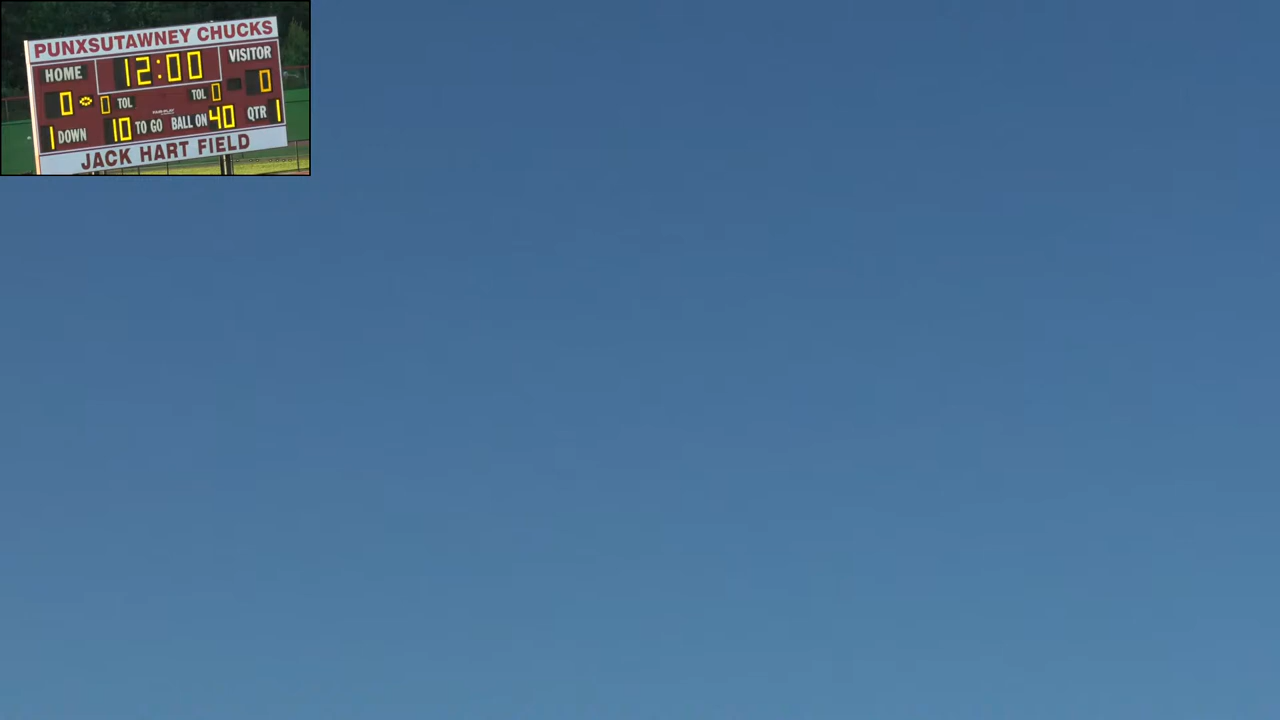 PUNXSUTAWNEY CHUCKS
HOME 12:00 VISITOR
0 0 TOL TOL 0 0
1 DOWN 10 TO GO BALL ON 40 QTR 1
JACK HART FIELD